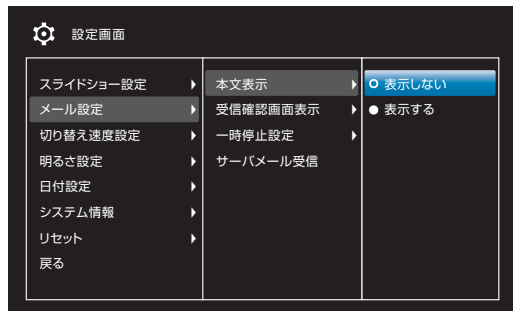 設定画面
スライドショー設定
メール設定
切り替え速度設定
明るさ設定
日付設定
システム情報
リセット
戻る
本文表示
受信確認画面表示
一時停止設定
サーバメール受信
表示しない
表示する